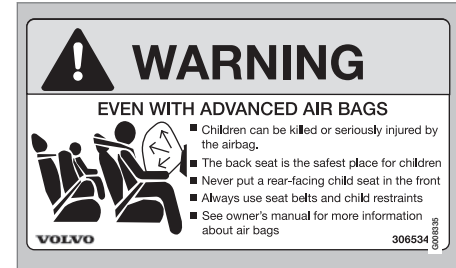 WARNING
EVEN WITH ADVANCED AIR BAGS
■ Children can be killed or seriously injured by
the airbag.
■ The back seat is the safest place for children
■ Never put a rear-facing child seat in the front
■ Always use seat belts and child restraints
■ See owner's manual for more information
about air bags
VOLVO
306534
G008335